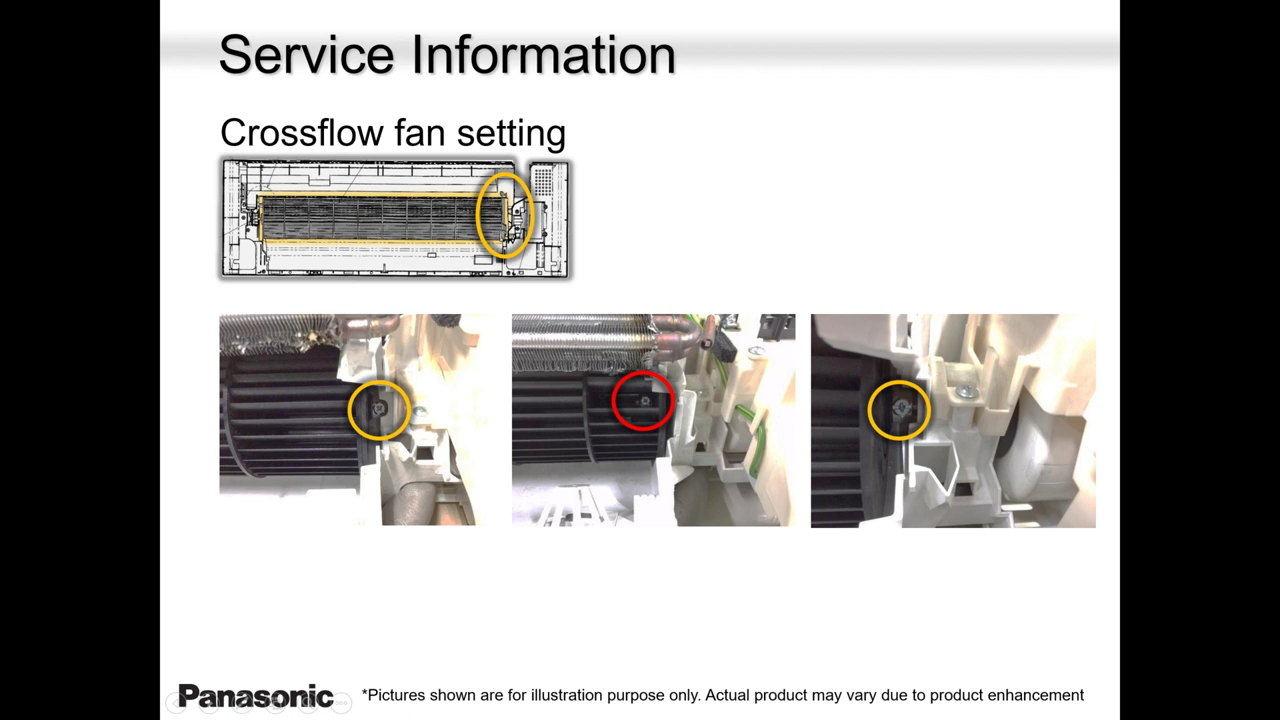 Service Information
Crossflow fan setting
Panasonic
*Pictures shown are for illustration purpose only. Actual product may vary due to product enhancement